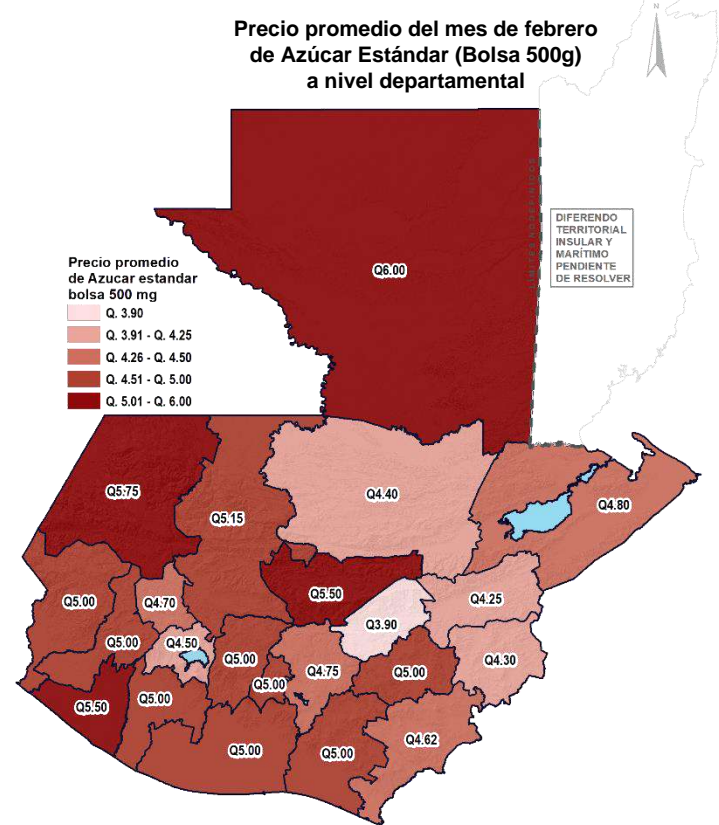 Precio promedio del mes de febrero
de Azúcar Estándar (Bolsa 500g)
a nivel departamental
N
DIFERENDO
TERRITORIAL
INSULAR Y
MARÍTIMO
PENDIENTE
DE RESOLVER
Q6.00
Precio promedio
de Azucar estandar
bolsa 500 mg
Q. 3.90
Q. 3.91 - Q. 4.25
Q. 4.26 - Q. 4.50
Q. 4.51 - Q. 5.00
Q. 5.01 - Q. 6.00
Q5.75
Q5.15
Q4.40
Q4.80
Q5.00
Q4.70
Q5.50
Q4.25
Q3.90
Q5.00
Q4.50
Q5.00
Q4.75
Q5.00
Q4.30
Q5.00
Q5.50
Q5.00
Q5.00
Q5.00
Q4.62